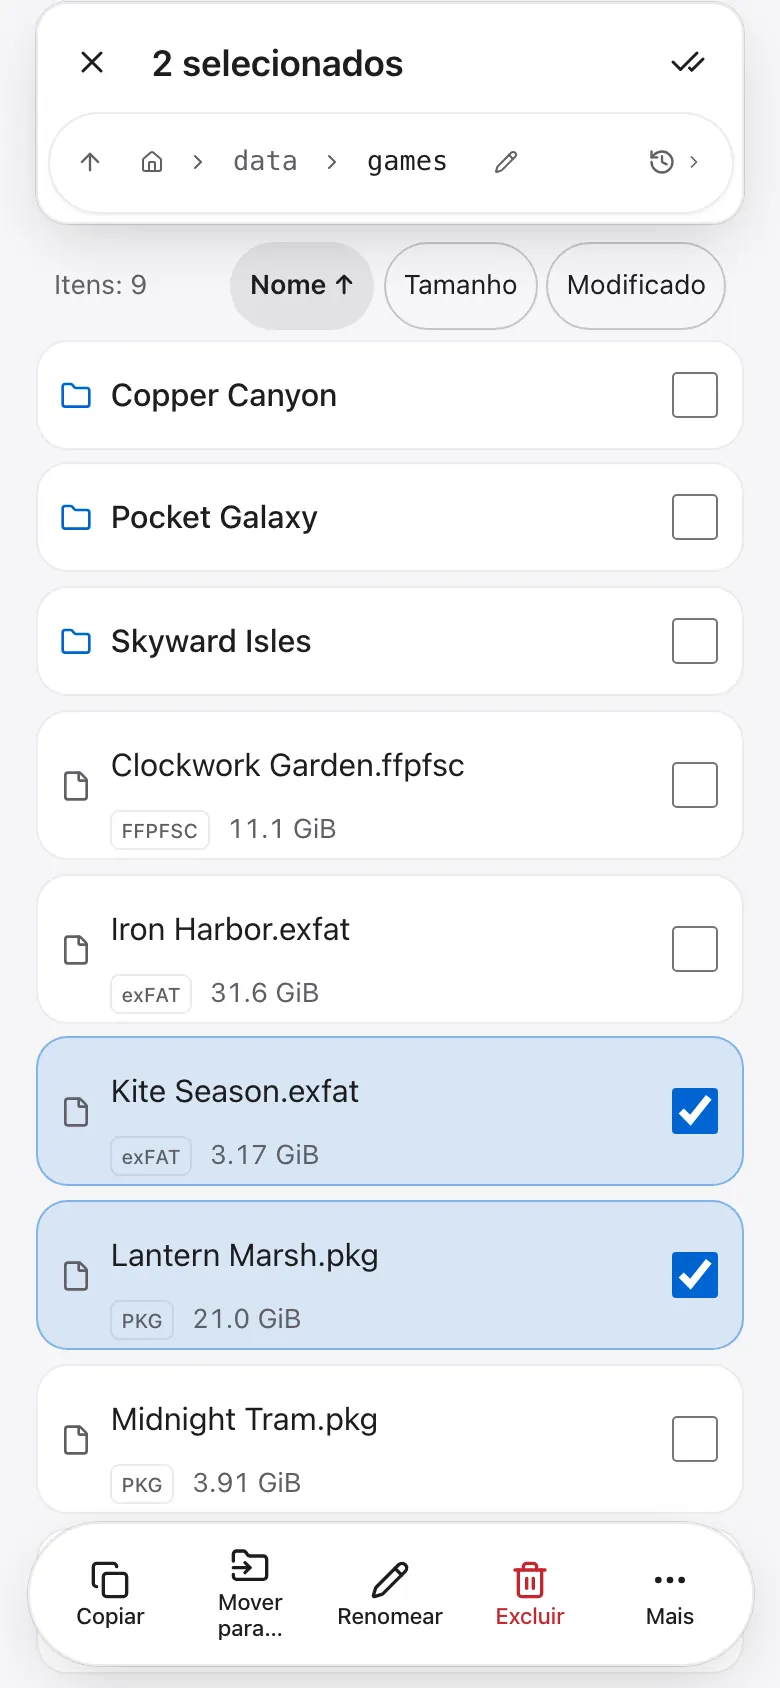 2 selecionados
data > games
Itens: 9
Nome ↑
Tamanho
Modificado
Copper Canyon
Pocket Galaxy
Skyward Isles
Clockwork Garden.ffpfsc
FFPFSC 11.1 GiB
Iron Harbor.exfat
exFAT 31.6 GiB
Kite Season.exfat
exFAT 3.17 GiB
Lantern Marsh.pkg
PKG 21.0 GiB
Midnight Tram.pkg
PKG 3.91 GiB
Copiar
Mover
para...
Renomear
Excluir
Mais